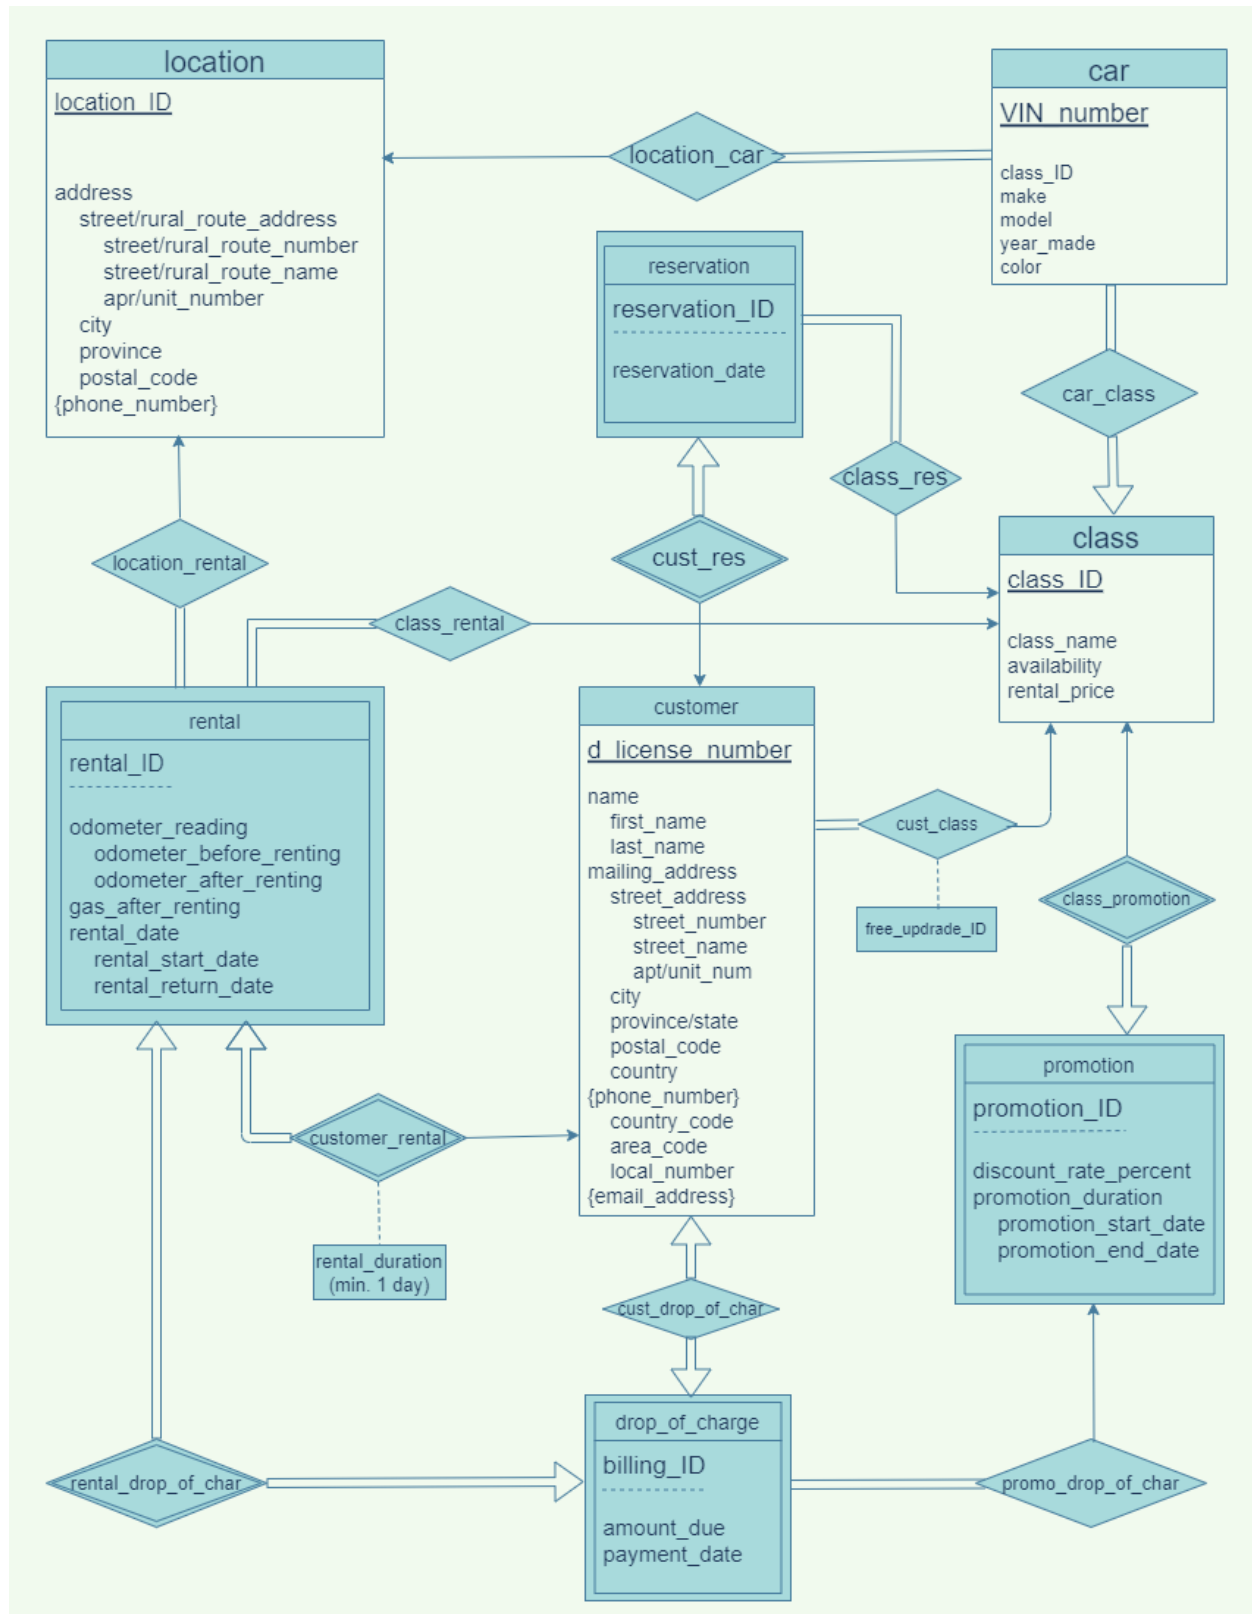 location
location_ID
address
street/rural_route_address
street/rural_route_number
street/rural_route_name
apr/unit_number
city
province
postal_code
{phone_number}
location_car
car
VIN_number
class_ID
make
model
year_made
color
reservation
reservation_ID
reservation_date
car_class
class_res
cust_res
location_rental
class_rental
class
class_ID
class_name
availability
rental_price
rental
rental_ID
odometer_reading
odometer_before_renting
odometer_after_renting
gas_after_renting
rental_date
rental_start_date
rental_return_date
customer
d_license_number
name
first_name
last_name
mailing_address
street_address
street_number
street_name
apt/unit_num
city
province/state
postal_code
country
{phone_number}
country_code
area_code
local_number
{email_address}
cust_class
free_updrade_ID
class_promotion
promotion
promotion_ID
discount_rate_percent
promotion_duration
promotion_start_date
promotion_end_date
customer_rental
rental_duration
(min. 1 day)
cust_drop_of_char
drop_of_charge
billing_ID
amount_due
payment_date
rental_drop_of_char
promo_drop_of_char